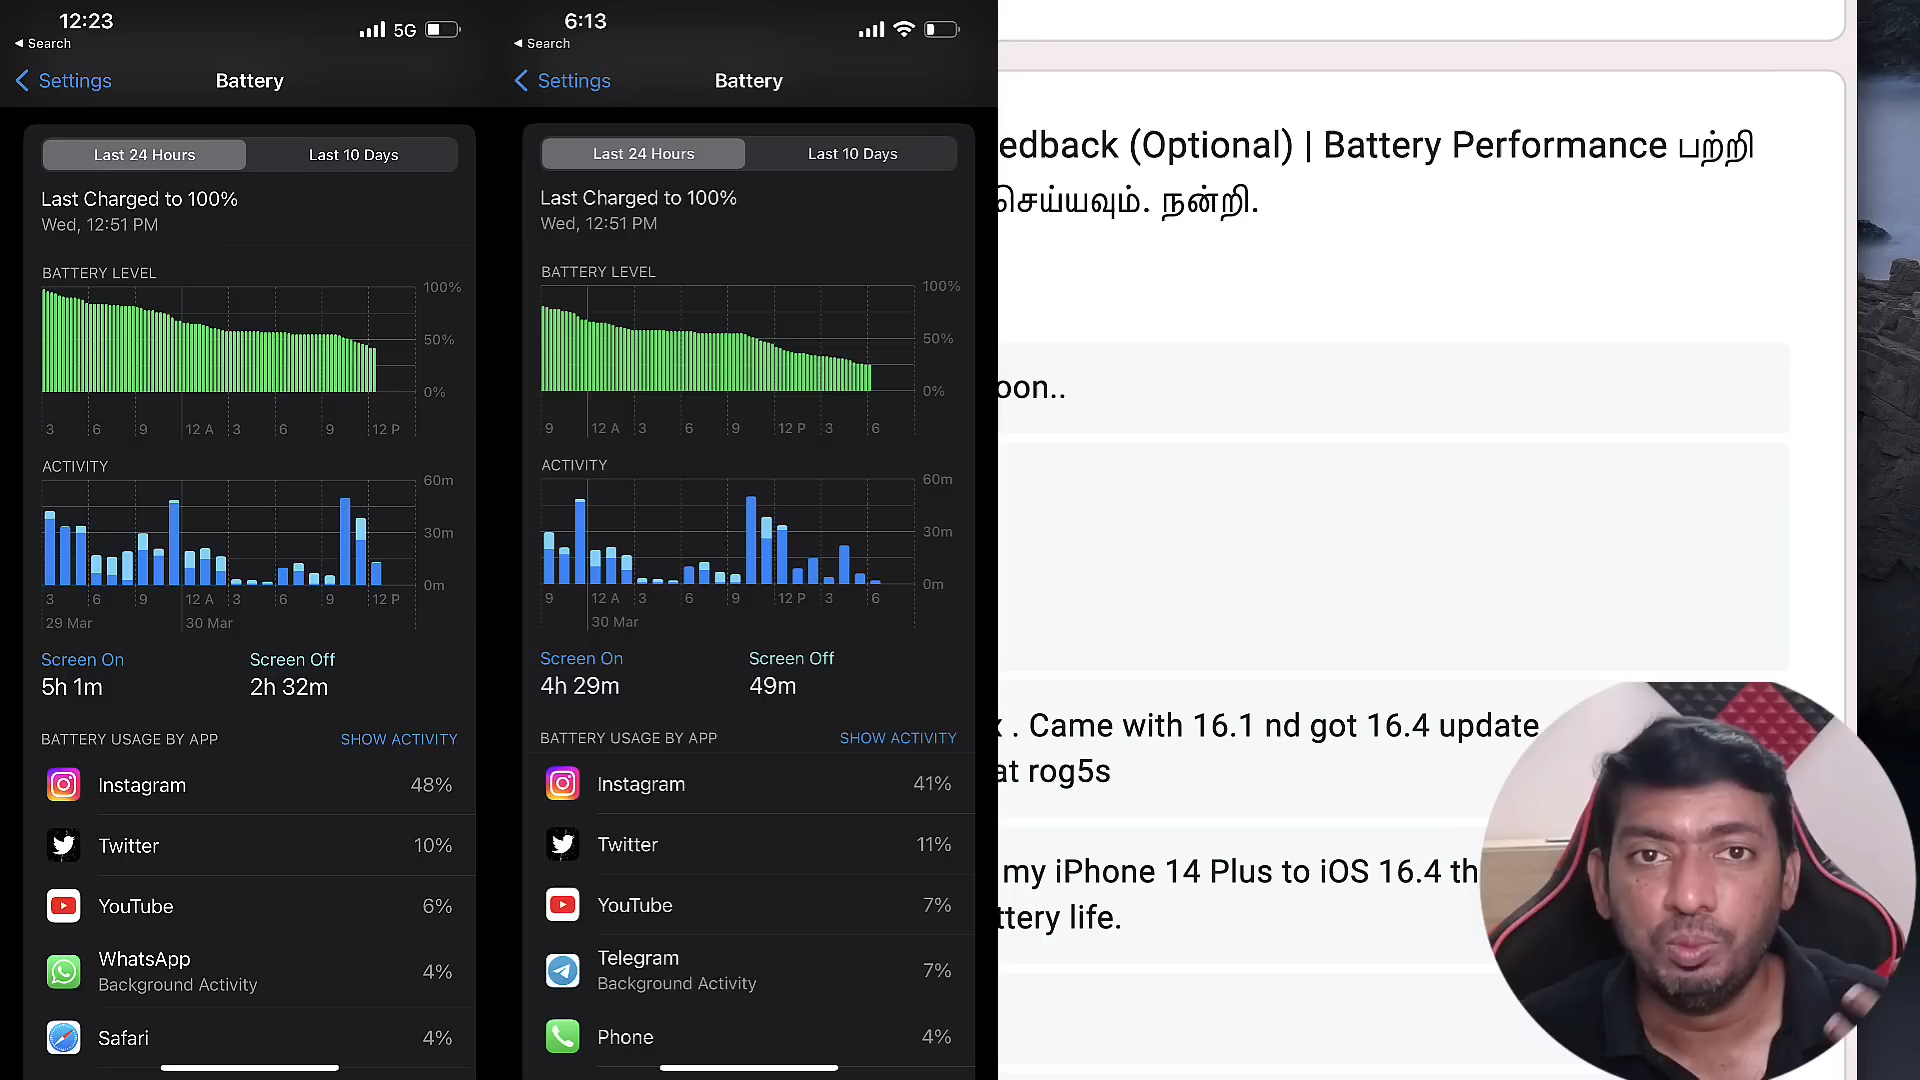 12:23
5G
◀ Search
Settings
Battery
Last 24 Hours
Last 10 Days
Last Charged to 100%
Wed, 12:51 PM
BATTERY LEVEL
100%
50%
0%
3 6 9 12 A 3 6 9 12 P
ACTIVITY
60m
30m
0m
3 6 9 12 A 3 6 9 12 P
29 Mar 30 Mar
Screen On
Screen Off
5h 1m
2h 32m
BATTERY USAGE BY APP
SHOW ACTIVITY
Instagram 48%
Twitter 10%
YouTube 6%
WhatsApp
Background Activity
4%
Safari 4%
6:13
◀ Search
Settings
Battery
Last 24 Hours
Last 10 Days
Last Charged to 100%
Wed, 12:51 PM
BATTERY LEVEL
100%
50%
0%
9 12 A 3 6 9 12 P 3 6
ACTIVITY
60m
30m
0m
9 12 A 3 6 9 12 P 3 6
30 Mar
Screen On
Screen Off
4h 29m
49m
BATTERY USAGE BY APP
SHOW ACTIVITY
Instagram 41%
Twitter 11%
YouTube 7%
Telegram
Background Activity
7%
Phone 4%
edback (Optional) | Battery Performance பற்றி
செய்யவும். நன்றி.
oon..
. Came with 16.1 nd got 16.4 update
at rog5s
my iPhone 14 Plus to iOS 16.4 th
ttery life.